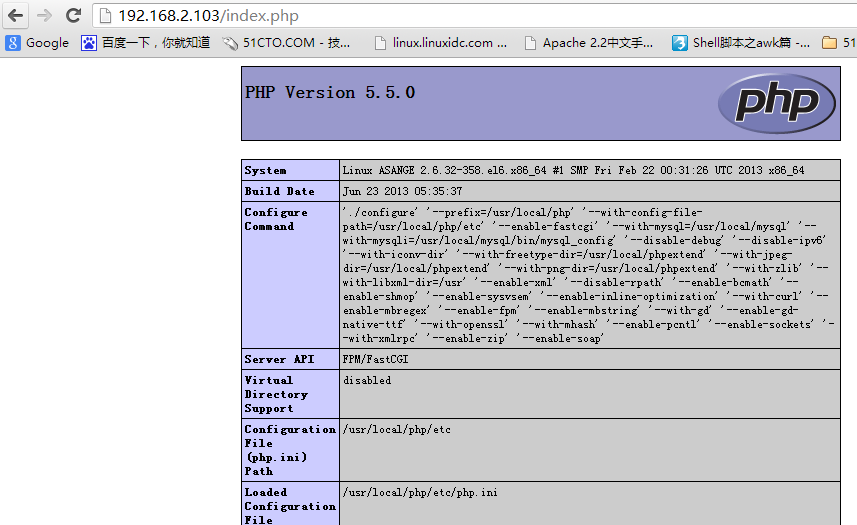 192.168.2.103/index.php
Google 百度一下，你就知道 51CTO.COM - 技... linux.linuxidc.com ... Apache 2.2中文手... Shell脚本之awk篇 -... 51
PHP Version 5.5.0
php
System Linux ASANGE 2.6.32-358.el6.x86_64 #1 SMP Fri Feb 22 00:31:26 UTC 2013 x86_64
Build Date Jun 23 2013 05:35:37
Configure './configure' '--prefix=/usr/local/php' '--with-config-file-
Command path=/usr/local/php/etc' '--enable-fastcgi' '--with-mysql=/usr/local/mysql' '--
with-mysqli=/usr/local/mysql/bin/mysql_config' '--disable-debug' '--disable-ipv6'
'--with-iconv-dir' '--with-freetype-dir=/usr/local/phpextend' '--with-jpeg-
dir=/usr/local/phpextend' '--with-png-dir=/usr/local/phpextend' '--with-zlib' '--
with-libxml-dir=/usr' '--enable-xml' '--disable-rpath' '--enable-bcmath' '--
enable-shmop' '--enable-sysvsem' '--enable-inline-optimization' '--with-curl' '--
enable-mbregex' '--enable-fpm' '--enable-mbstring' '--with-gd' '--enable-gd-
native-ttf' '--with-openssl' '--with-mhash' '--enable-pcntl' '--enable-sockets' '-
-with-xmlrpc' '--enable-zip' '--enable-soap'
Server API FPM/FastCGI
Virtual disabled
Directory
Support
Configuration /usr/local/php/etc
File
(php.ini)
Path
Loaded /usr/local/php/etc/php.ini
Configuration
File